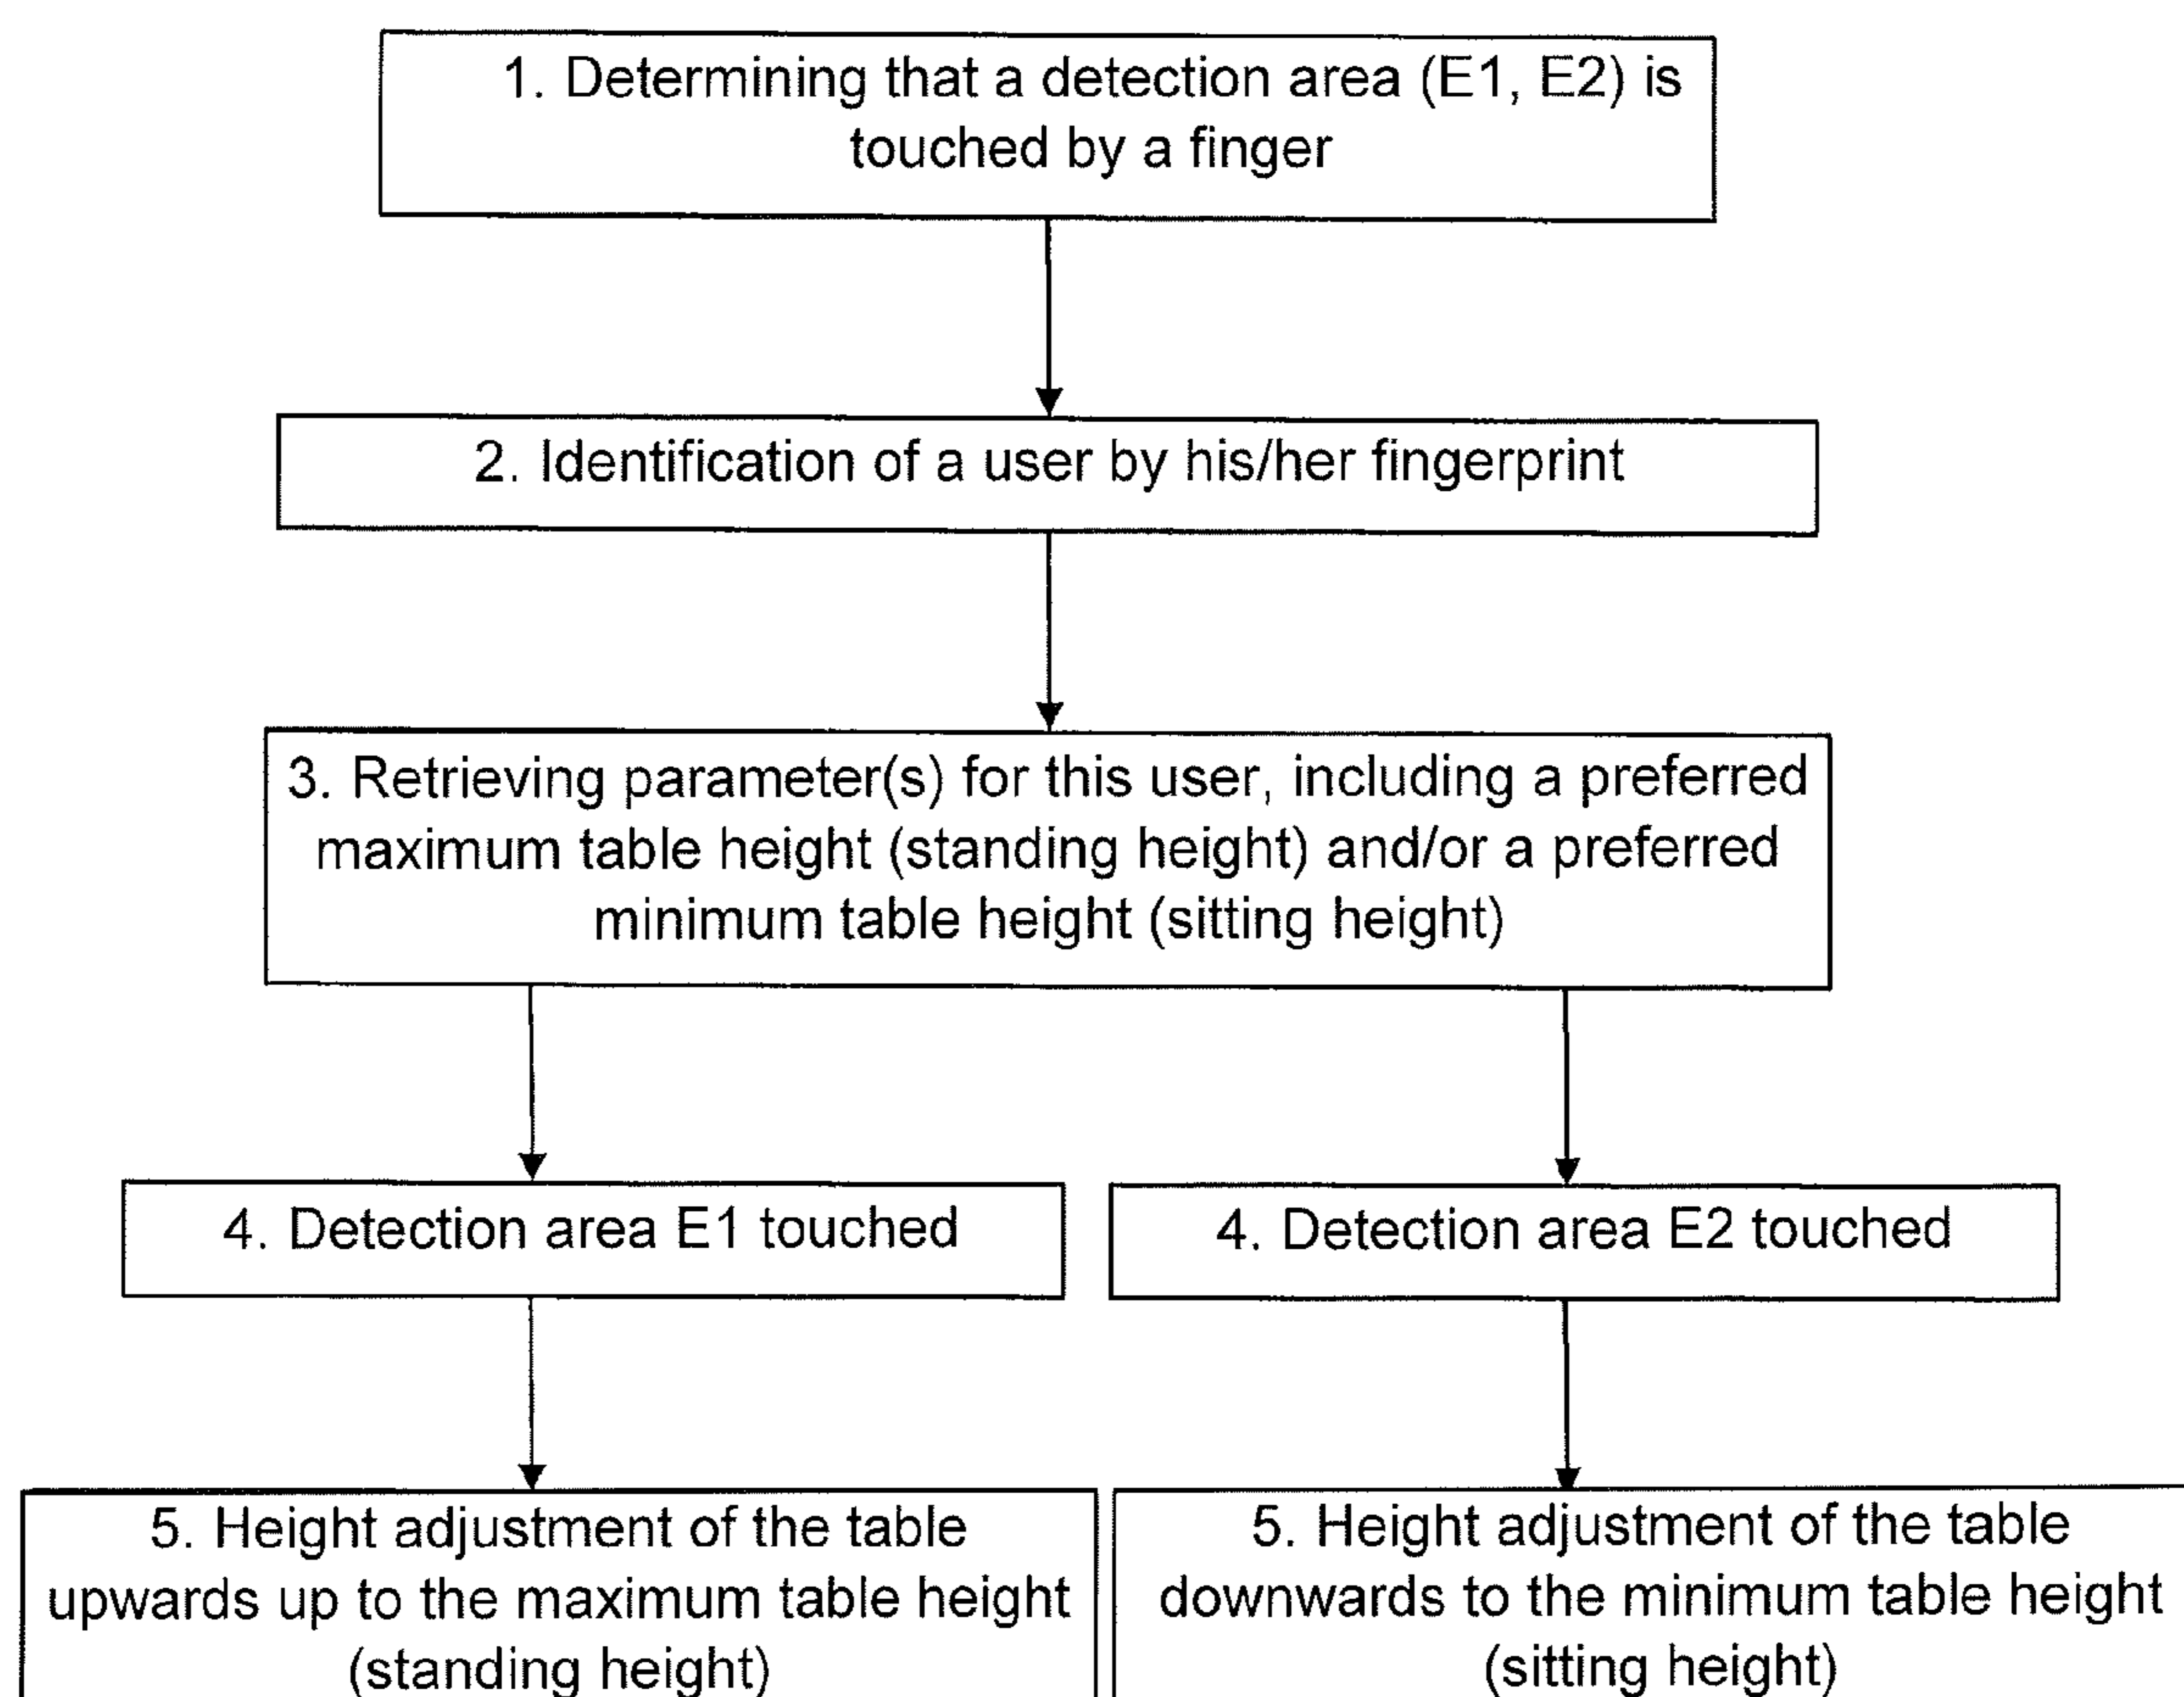 1. Determining that a detection area (E1, E2) is
touched by a finger
2. Identification of a user by his/her fingerprint
3. Retrieving parameter(s) for this user, including a preferred
maximum table height (standing height) and/or a preferred
minimum table height (sitting height)
4. Detection area E1 touched
4. Detection area E2 touched
5. Height adjustment of the table
upwards up to the maximum table height
(standing height)
5. Height adjustment of the table
downwards to the minimum table height
(sitting height)